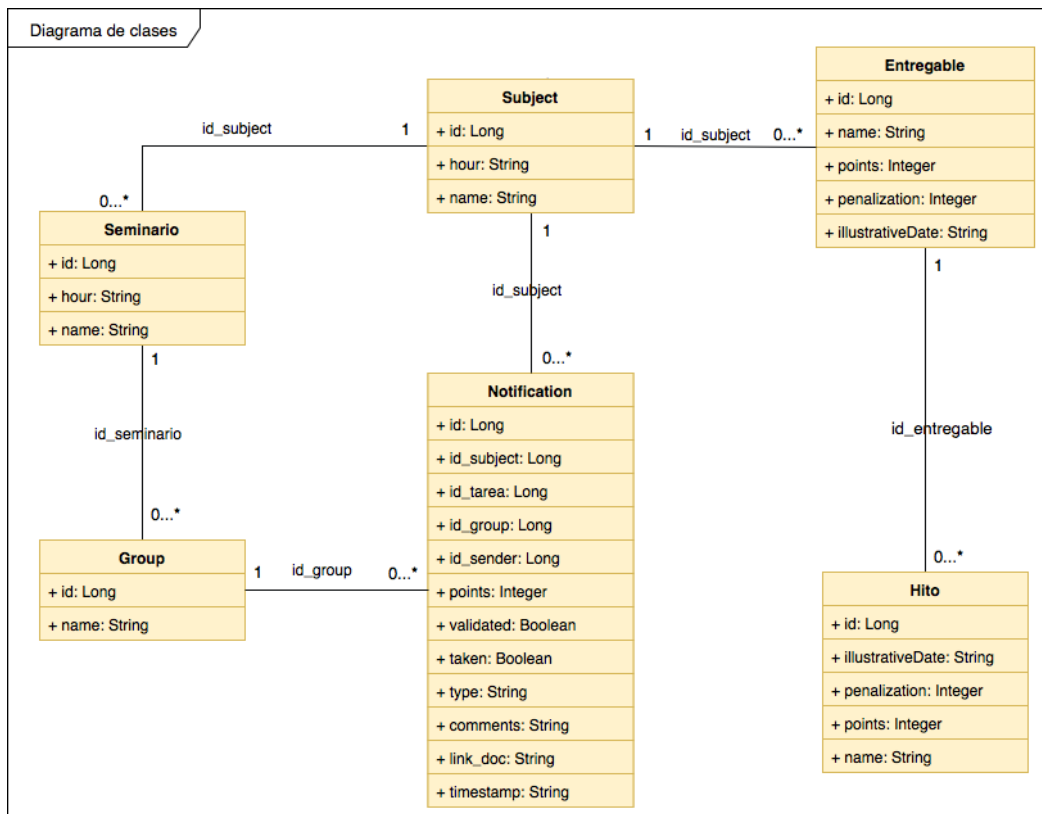 Diagrama de clases
Subject
+ id: Long
+ hour: String
+ name: String
Entregable
+ id: Long
+ name: String
+ points: Integer
+ penalization: Integer
+ illustrativeDate: String
id_subject
1
0...*
1
id_subject
0...*
Seminario
+ id: Long
+ hour: String
+ name: String
1
id_subject
0...*
1
id_seminario
0...*
1
id_entregable
0...*
Notification
+ id: Long
+ id_subject: Long
+ id_tarea: Long
+ id_group: Long
+ id_sender: Long
+ points: Integer
+ validated: Boolean
+ taken: Boolean
+ type: String
+ comments: String
+ link_doc: String
+ timestamp: String
Group
+ id: Long
+ name: String
1
id_group
0...*
Hito
+ id: Long
+ illustrativeDate: String
+ penalization: Integer
+ points: Integer
+ name: String